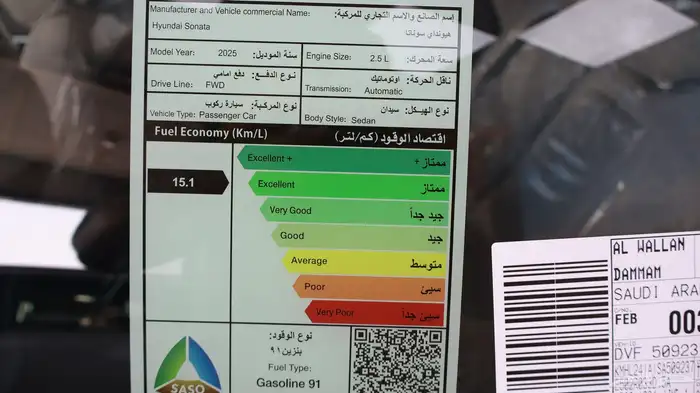 Manufacturer and Vehicle commercial Name: إسم الصانع والاسم التجاري للمركبة:
Hyundai Sonata هيونداي سوناتا
Model Year: 2025 سنة الموديل:
Engine Size: 2.5 L سعة المحرك:
Drive Line: FWD نوع الدفع: دفع امامي
Transmission: Automatic ناقل الحركة: اوتوماتيك
Vehicle Type: Passenger Car نوع المركبة: سيارة ركوب
Body Style: Sedan نوع الهيكل: سيدان
Fuel Economy (Km/L) اقتصاد الوقود (كم/لتر)
15.1
Excellent + ممتاز +
Excellent ممتاز
Very Good جيد جداً
Good جيد
Average متوسط
Poor سيئ
Very Poor سيئ جداً
نوع الوقود:
بنزين ٩١
Fuel Type:
Gasoline 91
SASO
AL WALLAN
DAMMAM
SAUDI ARA
FEB 003
DVF 50923